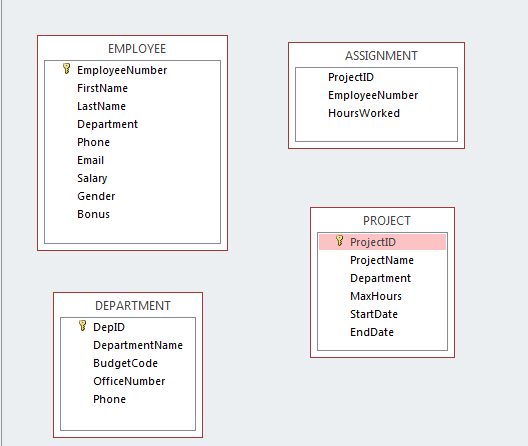 EMPLOYEE
EmployeeNumber
FirstName
LastName
Department
Phone
Email
Salary
Gender
Bonus
ASSIGNMENT
ProjectID
EmployeeNumber
HoursWorked
DEPARTMENT
DepID
DepartmentName
BudgetCode
OfficeNumber
Phone
PROJECT
ProjectID
ProjectName
Department
MaxHours
StartDate
EndDate